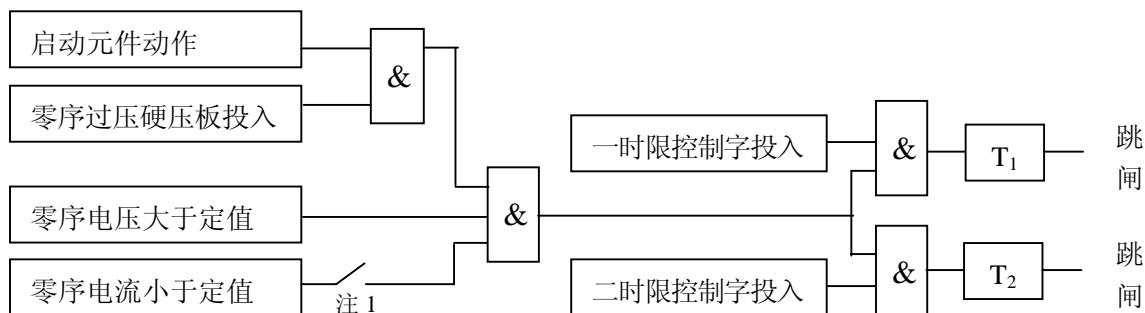 启动元件动作
&
零序过压硬压板投入
一时限控制字投入
&
T₁
跳闸
零序电压大于定值
&
零序电流小于定值
注 1
二时限控制字投入
&
T₂
跳闸